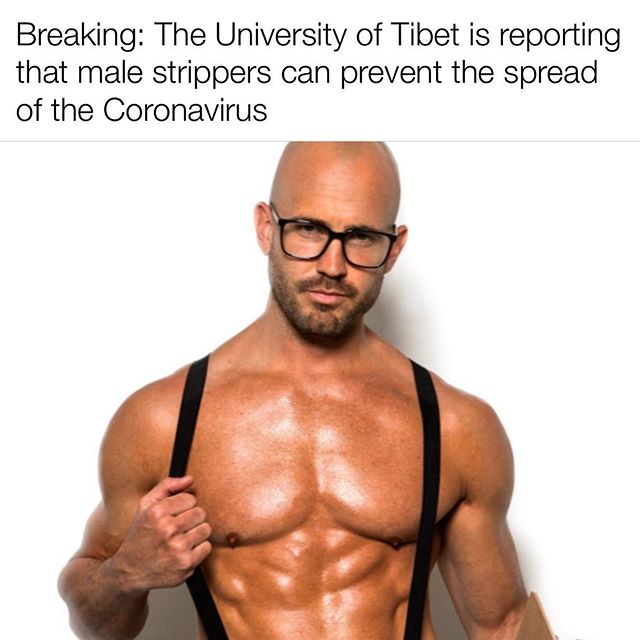 Breaking: The University of Tibet is reporting
that male strippers can prevent the spread
of the Coronavirus